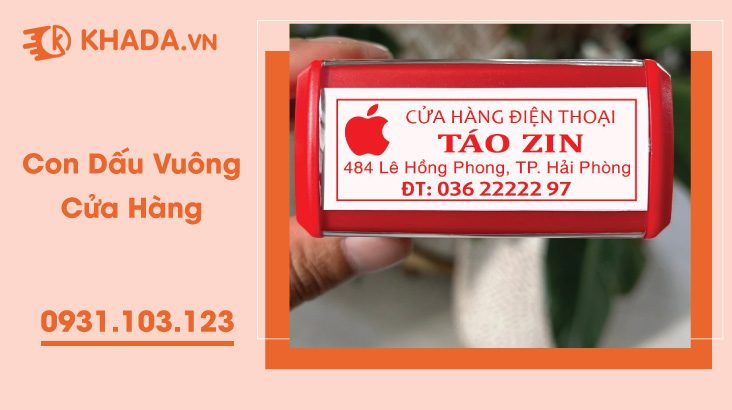 KHADA.VN
Con Dấu Vuông
Cửa Hàng
0931.103.123
CỬA HÀNG ĐIỆN THOẠI
TÁO ZIN
484 Lê Hồng Phong, TP. Hải Phòng
ĐT: 036 22222 97